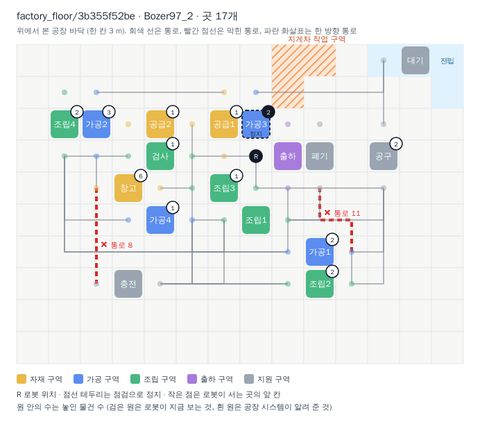 factory_floor/3b355f52be · Bozer97_2 · 곳 17개
위에서 본 공장 바닥 (한 칸 3 m). 회색 선은 통로, 빨간 점선은 막힌 통로, 파란 화살표는 한 방향 통로
지게차 작업 구역
대기
전립
2
3
1
1
2
조립4
가공2
공급2
공급1
가공3
정지
1
2
검사
R
출하
폐기
공구
6
1
창고
조립3
1
가공4
조립1
✕ 통로 11
✕ 통로 8
2
가공1
2
충전
조립2
자재 구역
가공 구역
조립 구역
출하 구역
지원 구역
R 로봇 위치 · 점선 테두리는 점검으로 정지 · 작은 점은 로봇이 서는 곳의 앞 칸
원 안의 수는 놓인 물건 수 (검은 원은 로봇이 지금 보는 것, 흰 원은 공장 시스템이 알려 준 것)